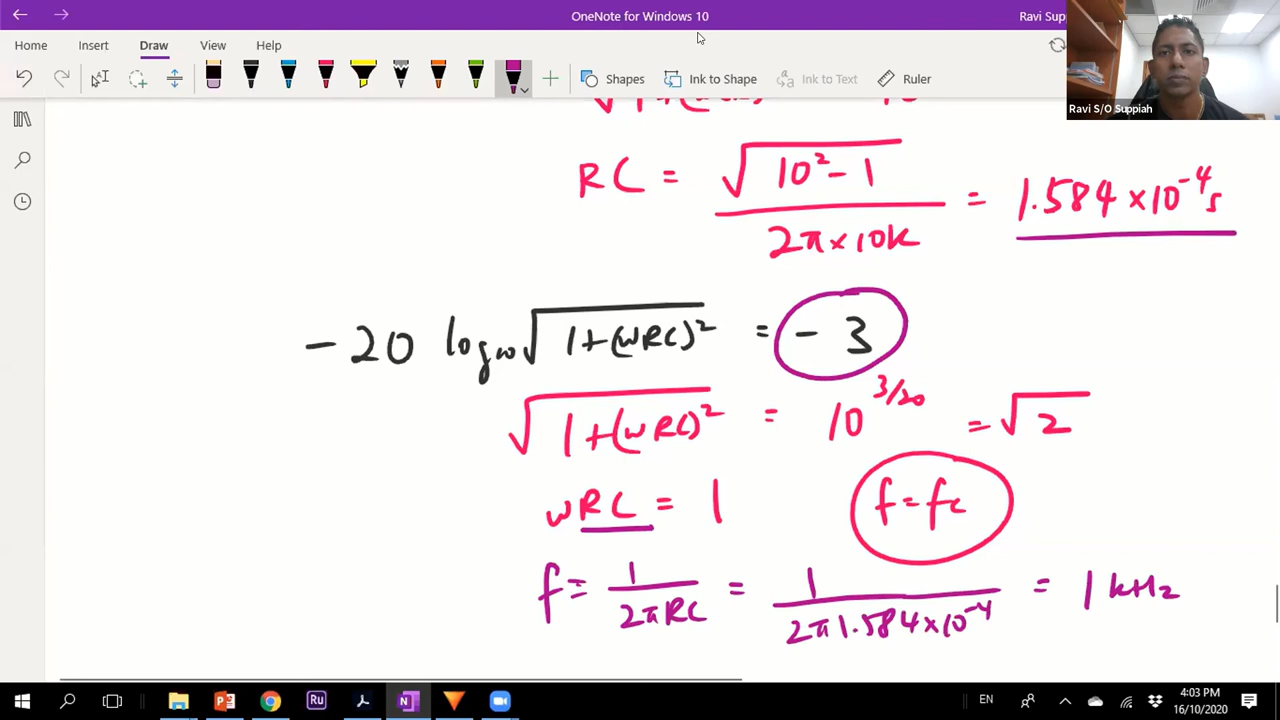 OneNote for Windows 10
Ravi Sup
Home Insert Draw View Help
Shapes Ink to Shape Ink to Text Ruler
Ravi S/O Suppiah
RC = √(10² - 1) / 2π×10k = 1.584 ×10⁻⁴s
-20 log₁₀ √(1+(wRC)²) = -3
√(1+(wRC)²) = 10^(3/20) = √2
wRC = 1 f = fc
f = 1 / 2πRC = 1 / 2π1.584×10⁻⁴ = 1 kHz
EN
4:03 PM
16/10/2020